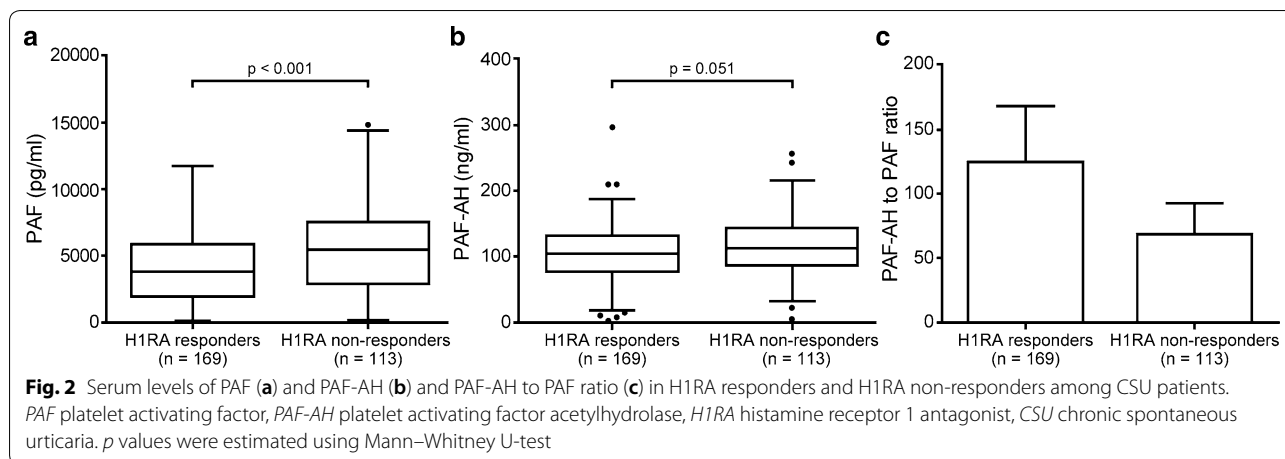 a
20000
15000
10000
5000
0
PAF (pg/ml)
p < 0.001
H1RA responders
(n = 169)
H1RA non-responders
(n = 113)
b
400
300
200
100
0
PAF-AH (ng/ml)
p = 0.051
H1RA responders
(n = 169)
H1RA non-responders
(n = 113)
c
200
150
100
50
0
PAF-AH to PAF ratio
H1RA responders
(n = 169)
H1RA non-responders
(n = 113)
Fig. 2 Serum levels of PAF (a) and PAF-AH (b) and PAF-AH to PAF ratio (c) in H1RA responders and H1RA non-responders among CSU patients.
PAF platelet activating factor, PAF-AH platelet activating factor acetylhydrolase, H1RA histamine receptor 1 antagonist, CSU chronic spontaneous
urticaria. p values were estimated using Mann–Whitney U-test